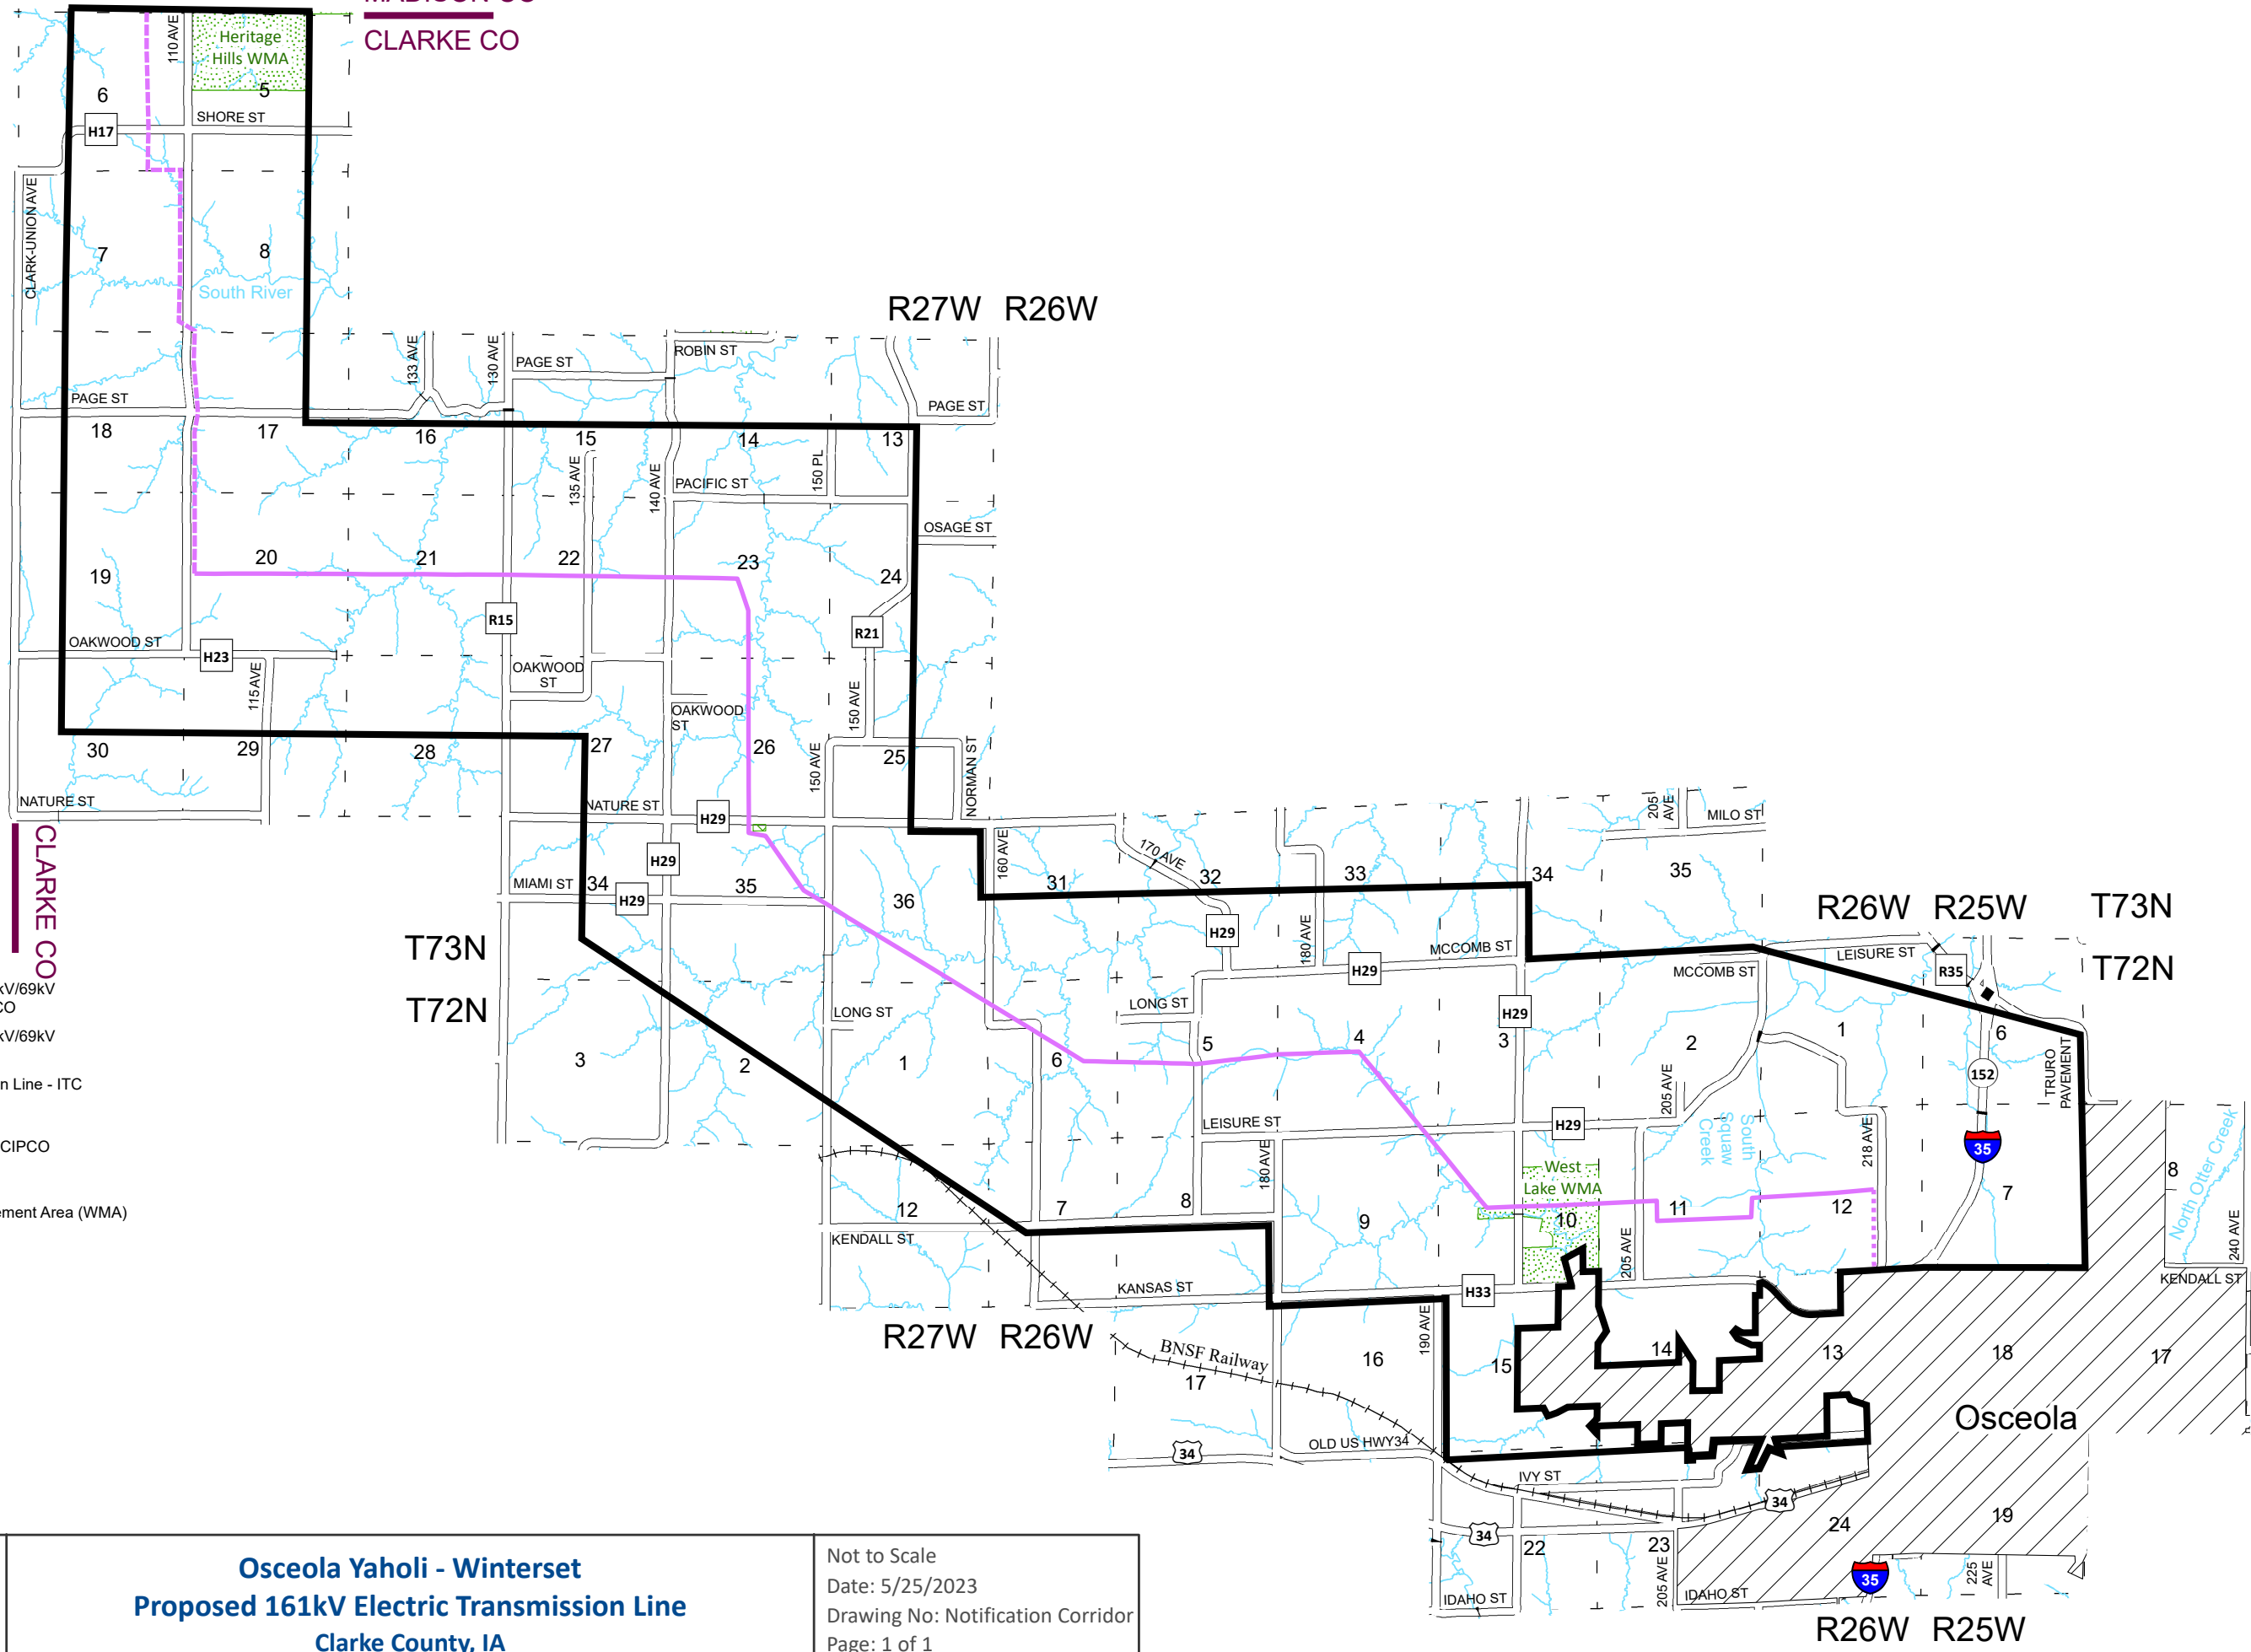 CLARKE CO
110 AVE
Heritage
Hills WMA
6
5
H17
SHORE ST
CLARK-UNION AVE
7
8
South River
R27W R26W
133 AVE
130 AVE
PAGE ST
ROBIN ST
PAGE ST
PAGE ST
18
17
16
15
14
13
135 AVE
140 AVE
150 PL
PACIFIC ST
OSAGE ST
19
20
21
22
23
24
R15
R21
OAKWOOD ST
H23
115 AVE
OAKWOOD
ST
OAKWOOD
ST
150 AVE
150 AVE
30
29
28
27
26
25
NORMAN ST
NATURE ST
NATURE ST
H29
CLARKE CO
H29
MIAMI ST
34
H29
35
36
160 AVE
31
170 AVE
32
33
34
35
205
AVE
MILO ST
H29
180 AVE
H29
MCCOMB ST
R26W R25W
T73N
T72N
LEISURE ST
R35
MCCOMB ST
T73N
T72N
kV/69kV
CO
kV/69kV
n Line - ITC
CIPCO
ement Area (WMA)
LONG ST
LONG ST
H29
3
2
1
6
5
4
3
2
1
6
152
TRURO
PAVEMENT
205 AVE
LEISURE ST
H29
South
Squaw
Creek
218 AVE
35
180 AVE
West
Lake WMA
12
7
8
9
10
11
12
7
8
North Otter Creek
240 AVE
KENDALL ST
KENDALL ST
205 AVE
KANSAS ST
H33
R27W R26W
BNSF Railway
190 AVE
17
16
15
14
13
18
17
Osceola
34
OLD US HWY34
IVY ST
34
34
22
23
24
19
205 AVE
IDAHO ST
IDAHO ST
35
225
AVE
R26W R25W
Osceola Yaholi - Winterset
Proposed 161kV Electric Transmission Line
Clarke County, IA
Not to Scale
Date: 5/25/2023
Drawing No: Notification Corridor
Page: 1 of 1